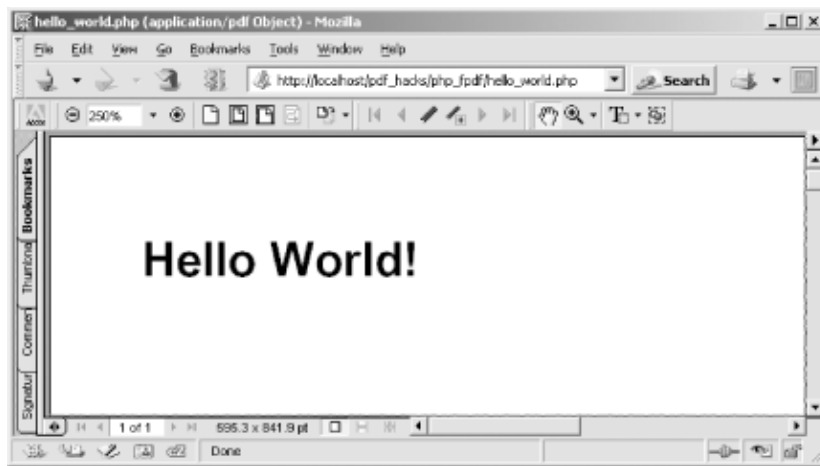 hello_world.php (application/pdf Object) - Mozilla
File Edit View Go Bookmarks Tools Window Help
http://localhost/pdf_hacks/php_fpdf/hello_world.php Search
250%
Bookmarks
Hello World!
Thumbna
Commen
Signatur
1 of 1 595.3 x 841.9 pt
Done